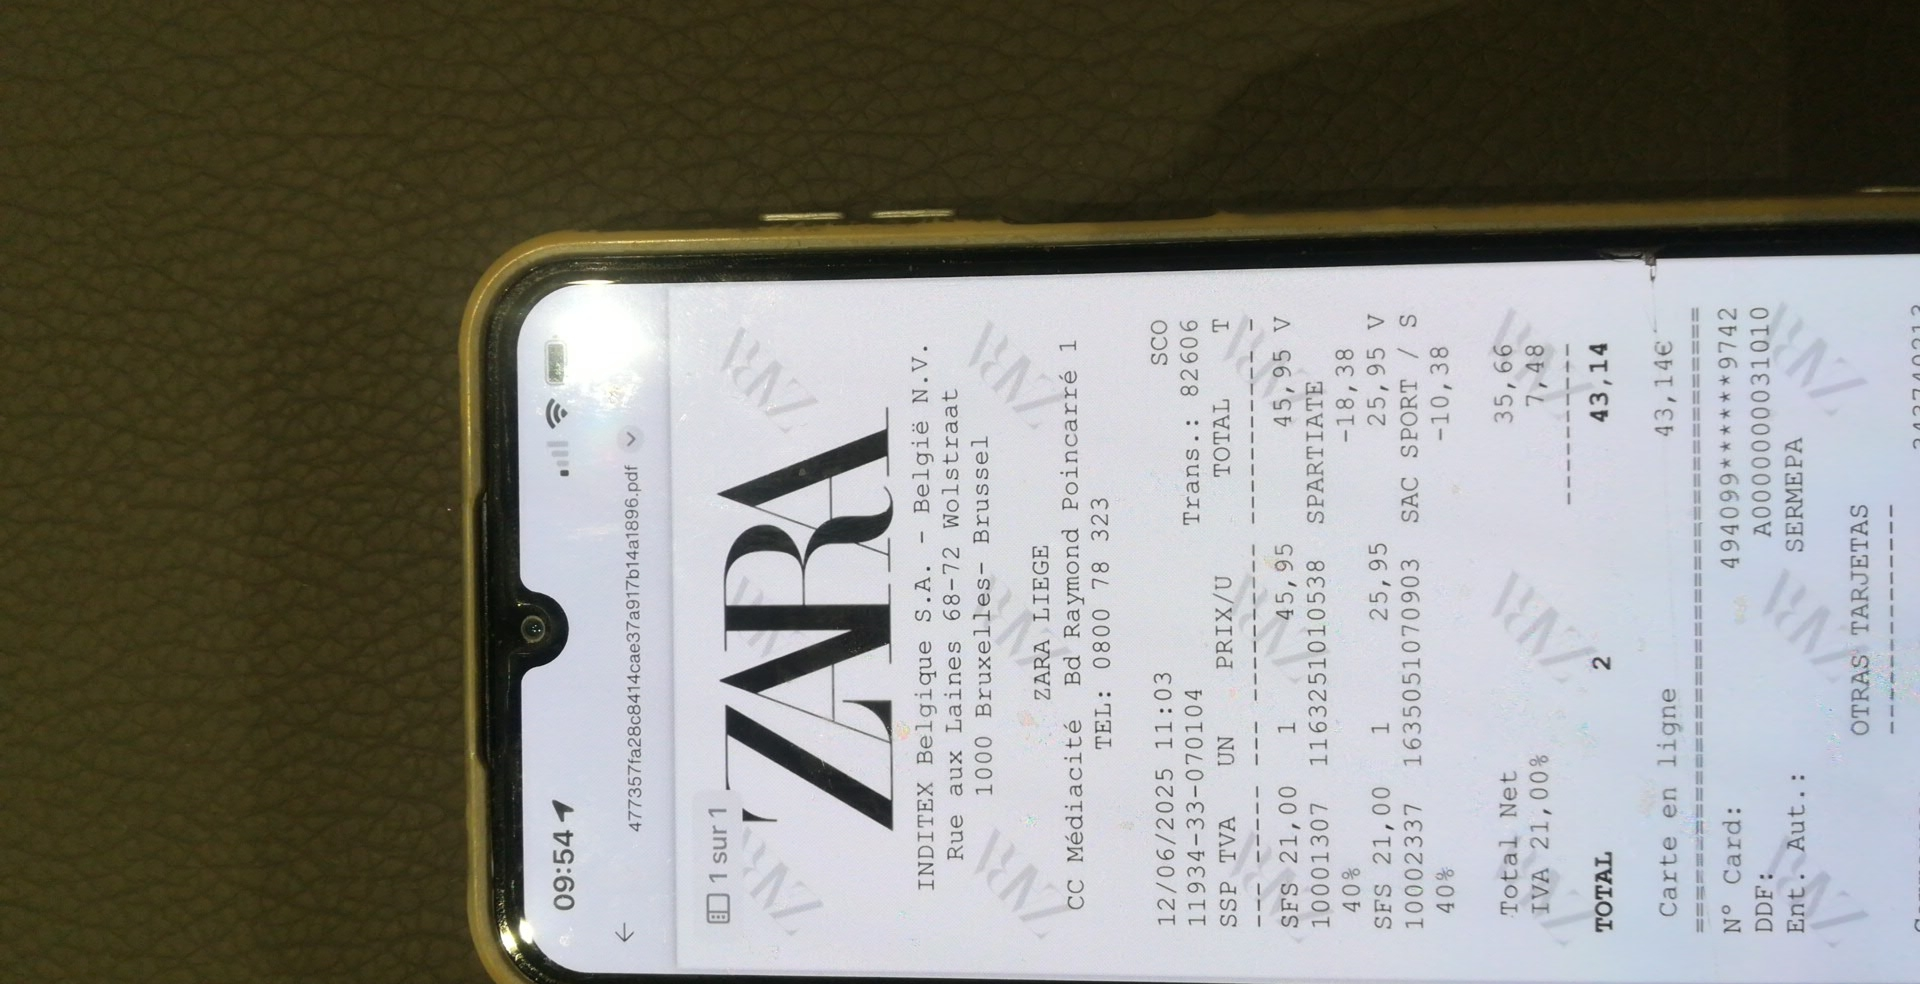 09:54
477357fa28c8414cae37a917b14a1896.pdf
1 sur 1
ZARA
INDITEX Belgique S.A. - België N.V.
Rue aux Laines 68-72 Wolstraat
1000 Bruxelles- Brussel
ZARA LIEGE
CC Médiacité Bd Raymond Poincarré 1
TEL: 0800 78 323
12/06/2025 11:03 SCO
11934-33-070104 Trans.: 82606
SSP TVA UN PRIX/U TOTAL T
--- ----- --- --------- ------------ -
SFS 21,00 1 45,95 45,95 V
10001307 11632510010538 SPARTIATE
40% -18,38
SFS 21,00 1 25,95 25,95 V
10002337 16350510070903 SAC SPORT / S
40% -10,38
Total Net 35,66
IVA 21,00% 7,48
----------
TOTAL 2 43,14
Carte en ligne 43,14€
======================================
N° Card: 494099******9742
DDF: A0000000031010
Ent. Aut.: SERMEPA
OTRAS TARJETAS
--------------